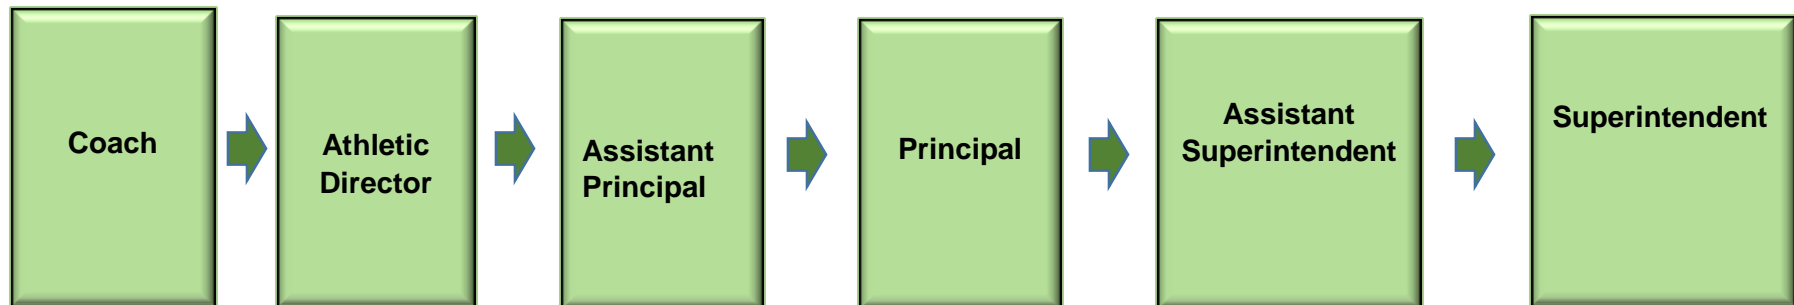 Coach
Athletic
Director
Assistant
Principal
Principal
Assistant
Superintendent
Superintendent